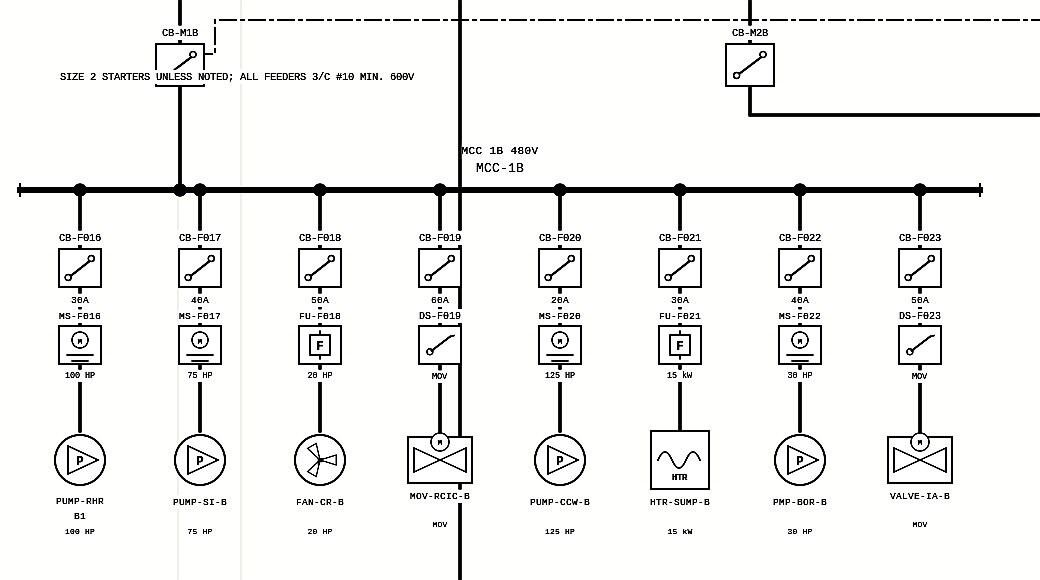 CB-M1B
CB-M2B
SIZE 2 STARTERS UNLESS NOTED; ALL FEEDERS 3/C #10 MIN. 600V
MCC 1B 480V
MCC-1B
CB-F016 CB-F017 CB-F018 CB-F019 CB-F020 CB-F021 CB-F022 CB-F023
30A 40A 50A 60A 20A 30A 40A 50A
MS-F016 MS-F017 FU-F018 DS-F019 MS-F020 FU-F021 MS-F022 DS-F023
M M F M F M
100 HP 75 HP 20 HP MOV 125 HP 15 kW 30 HP MOV
M M
P P P P
HTR
PUMP-RHR B1 PUMP-SI-B FAN-CR-B MOV-RCIC-B PUMP-CCW-B HTR-SUMP-B PMP-BOR-B VALVE-IA-B
100 HP 75 HP 20 HP MOV 125 HP 15 kW 30 HP MOV